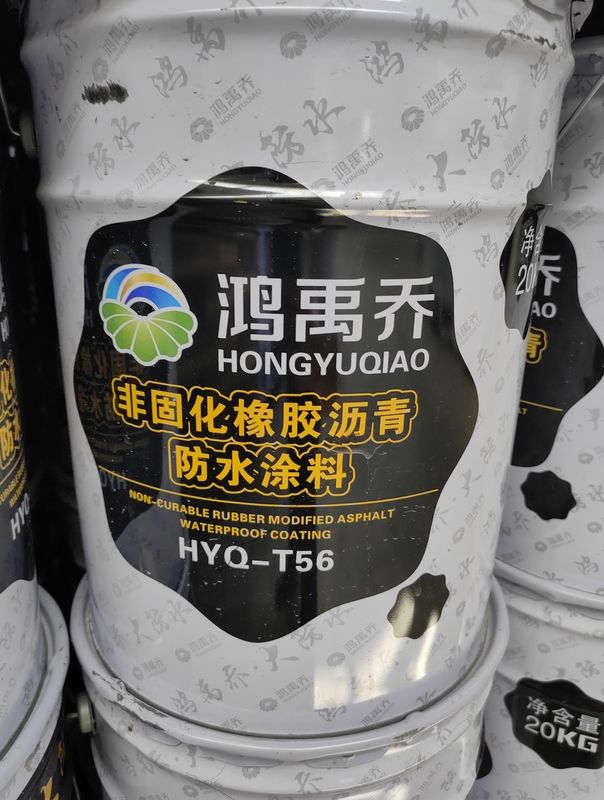 鸿禹乔
HONGYUQIAO
非固化橡胶沥青
防水涂料
NON-CURABLE RUBBER MODIFIED ASPHALT
WATERPROOF COATING
HYQ-T56
净含量
20KG